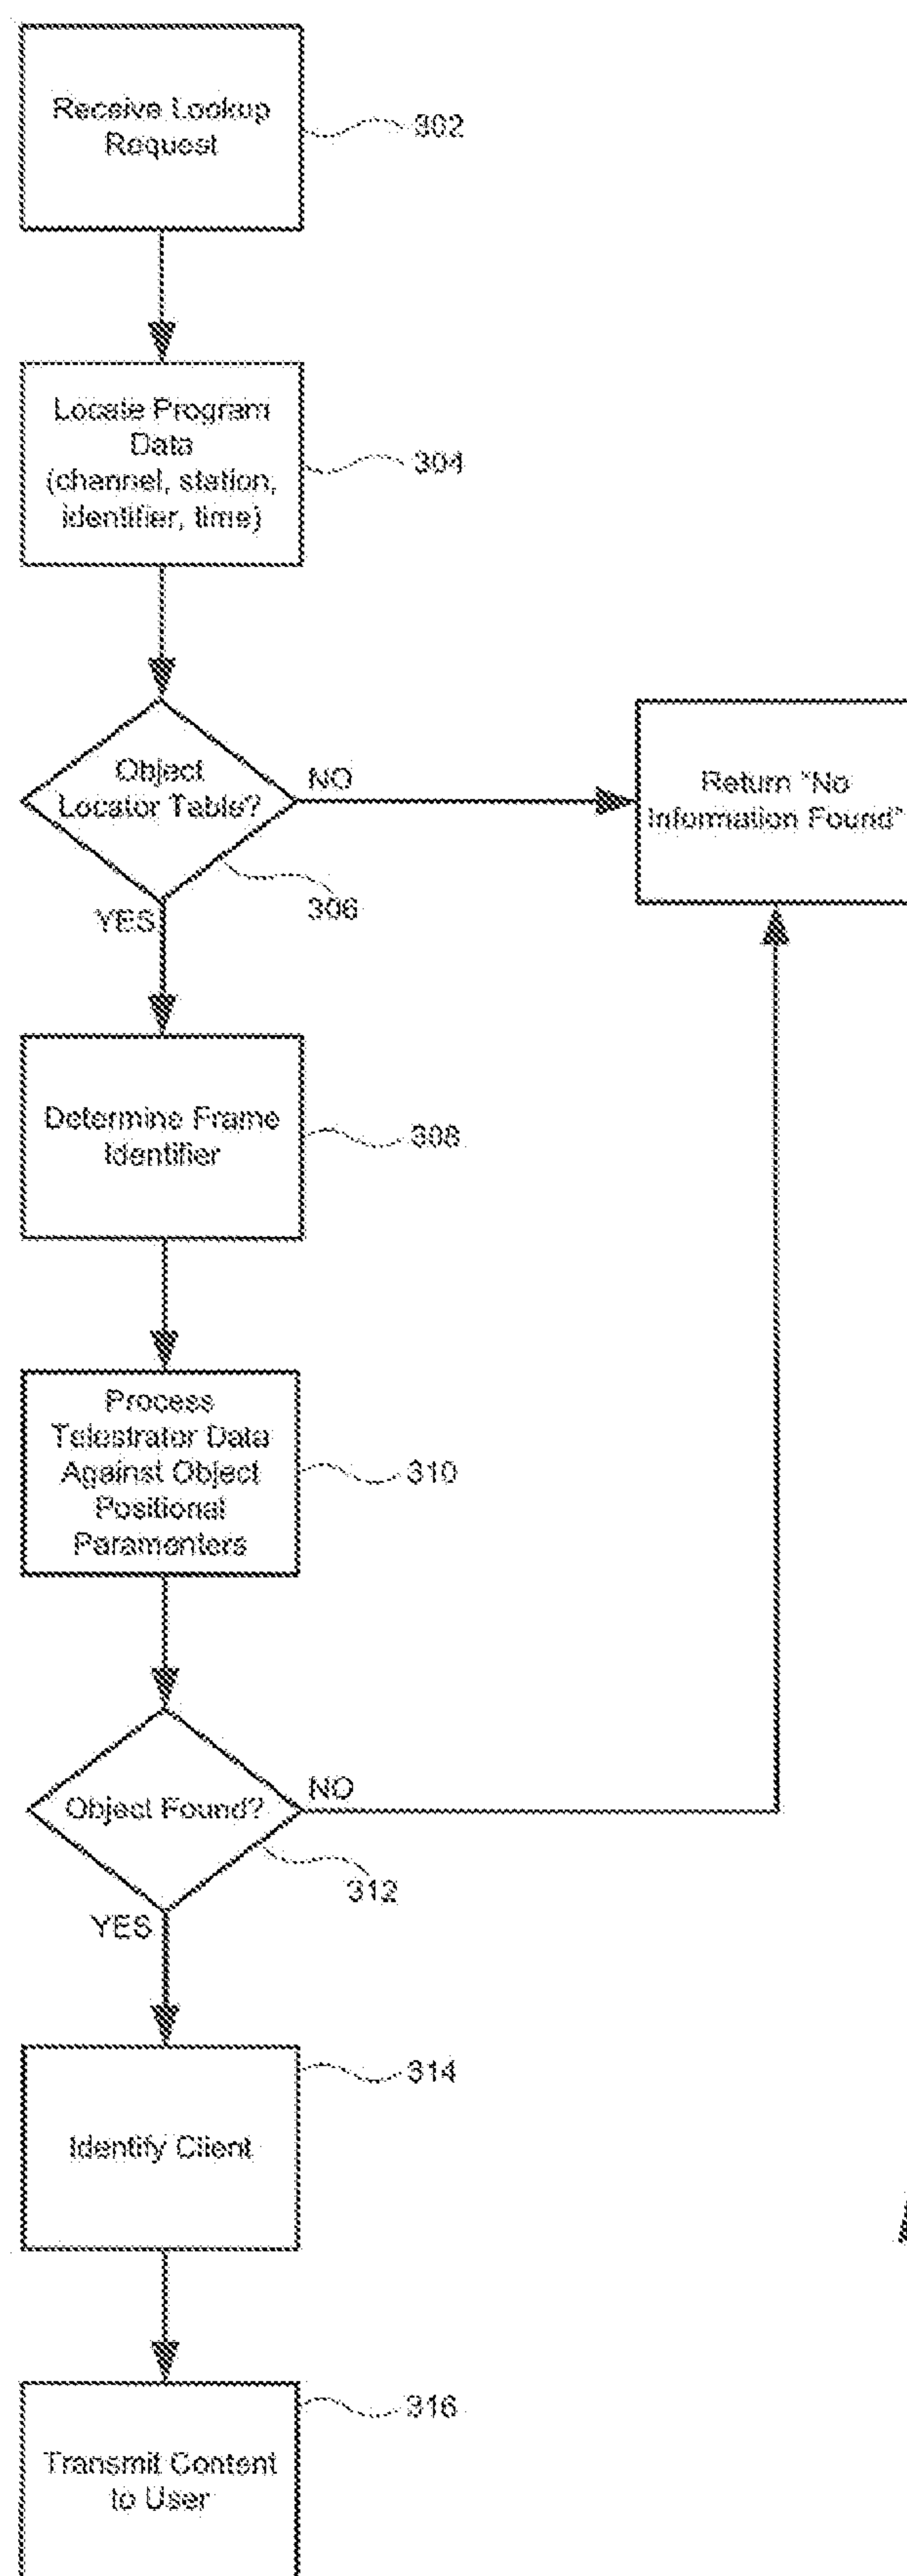 Receive Lookup
Request
302
Locate Program
Data
(channel, station,
identifier, time)
304
Object
Locator Table?
NO
306
YES
Return "No
Information Found"
Determine Frame
Identifier
308
Process
Telestrator Data
Against Object
Positional
Paramenters
310
Object Found?
NO
312
YES
314
Identify Client
316
Transmit Content
to User